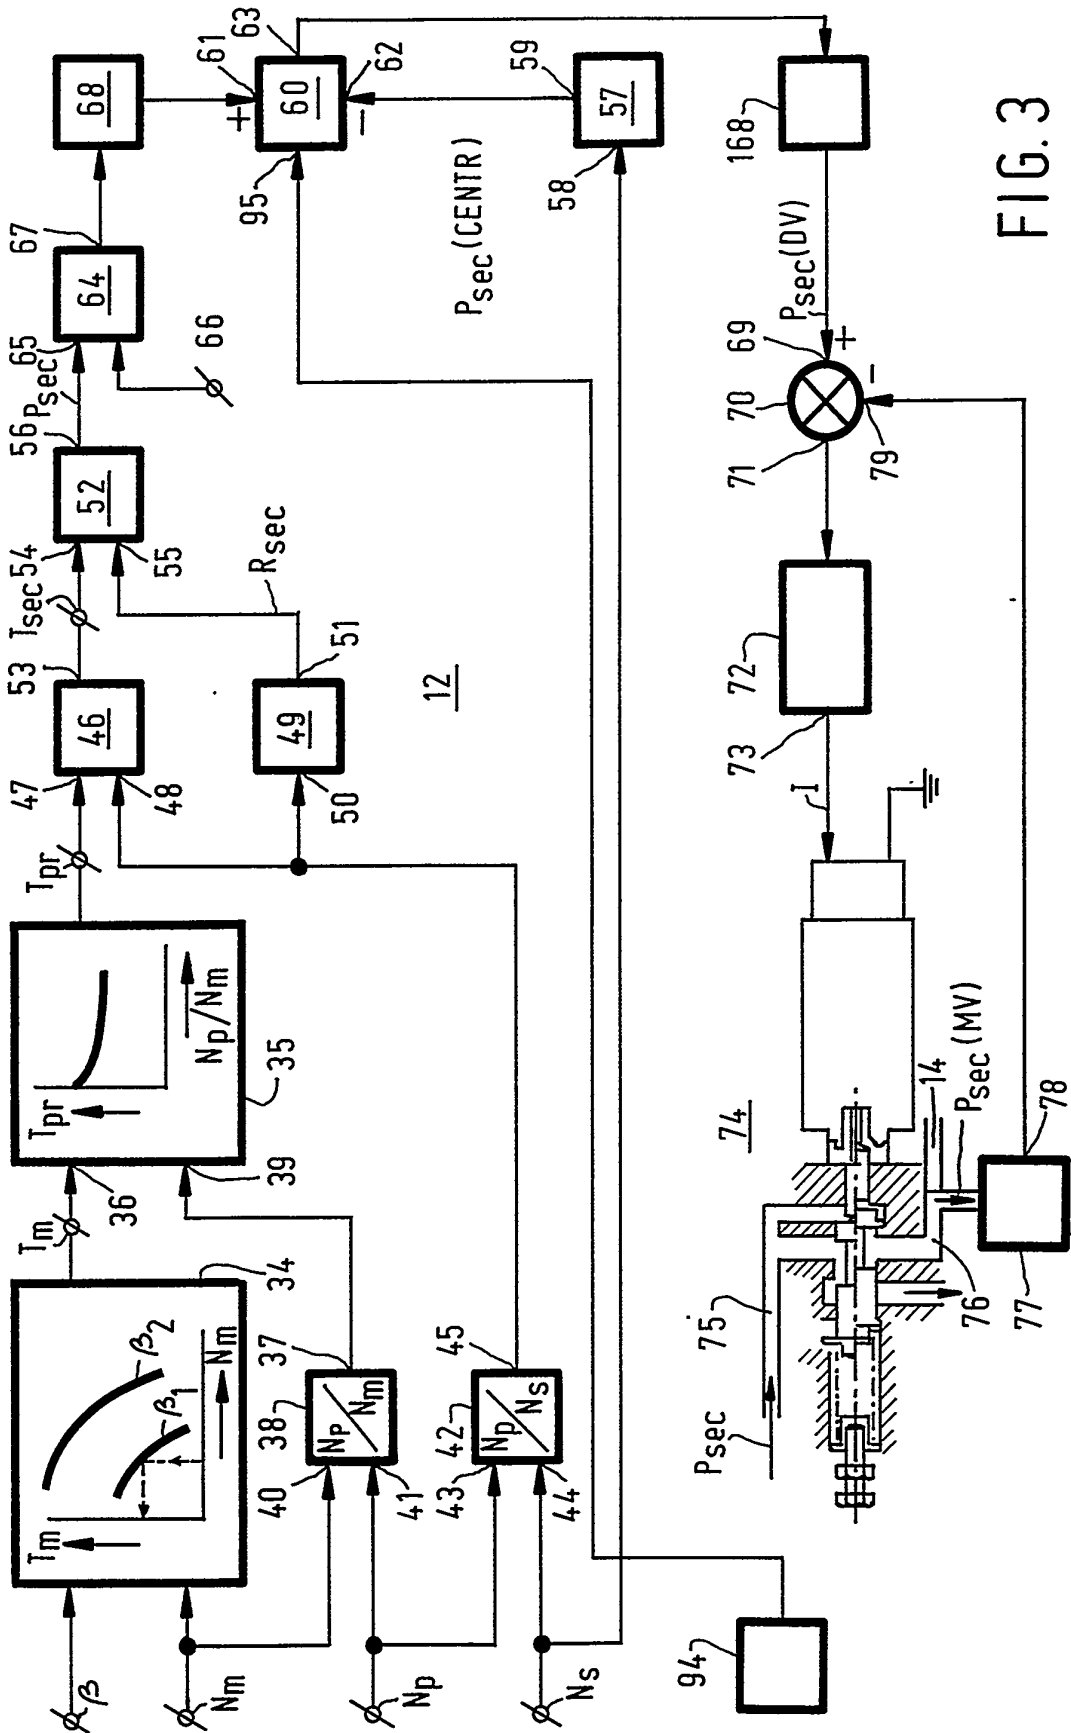 β
Nm
Np
Ns
Tm
β2
β1
Nm
34
Tm
36
39
Tpr
Np/Nm
35
Tpr
47
48
46
53
Tsec
54
55
52
56
Psec
65
66
64
67
68
61
+
60
63
62
-
95
40
41
38
Np/Nm
37
43
44
42
Np/Ns
45
50
49
51
Rsec
12
Psec(CENTR)
58
57
59
94
168
Psec(DV)
69
+
70
-
79
71
72
73
I
74
75
Psec
76
14
Psec(MV)
77
78
FIG. 3